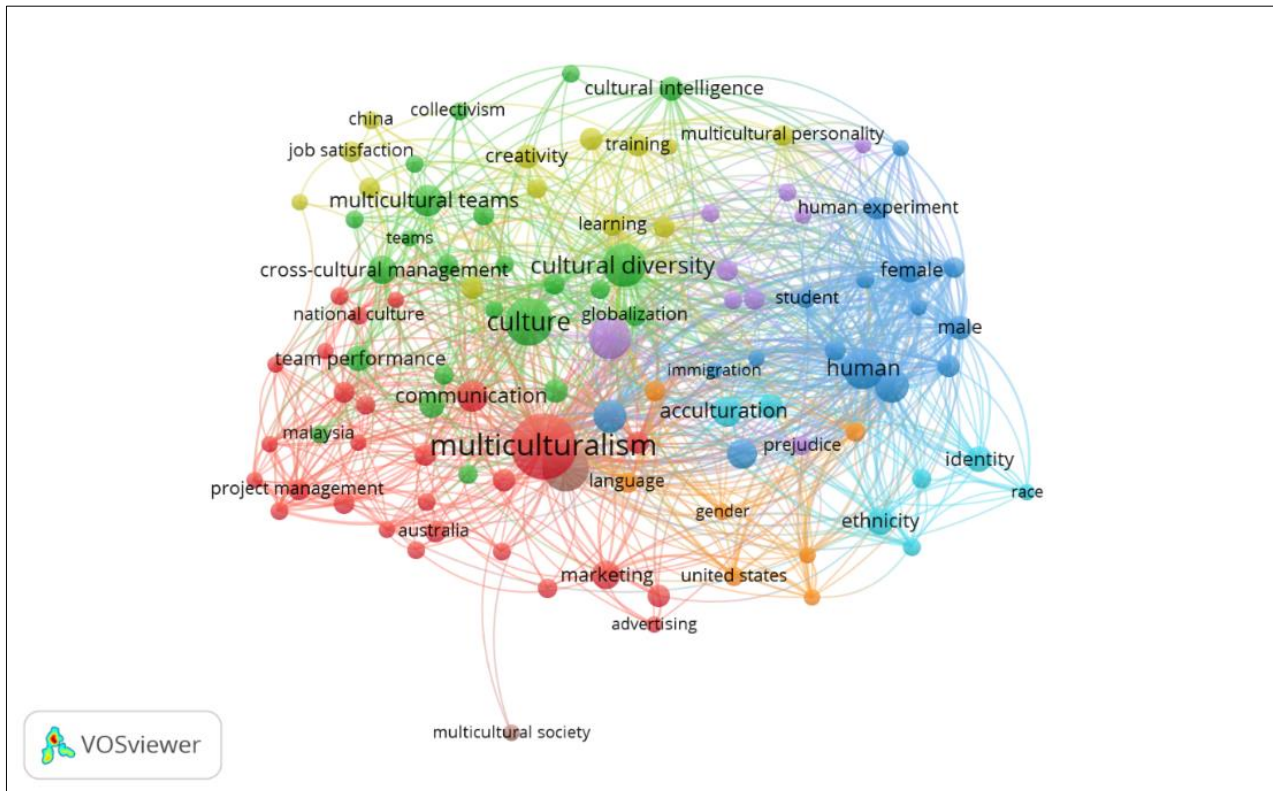 cultural intelligence
collectivism
china
multicultural personality
training
job satisfaction
creativity
multicultural teams
human experiment
learning
teams
cultural diversity
cross-cultural management
female
student
national culture
globalization
culture
male
team performance
human
immigration
communication
acculturation
malaysia
multiculturalism
prejudice
identity
language
project management
race
gender
ethnicity
australia
marketing
united states
advertising
multicultural society
VOSviewer